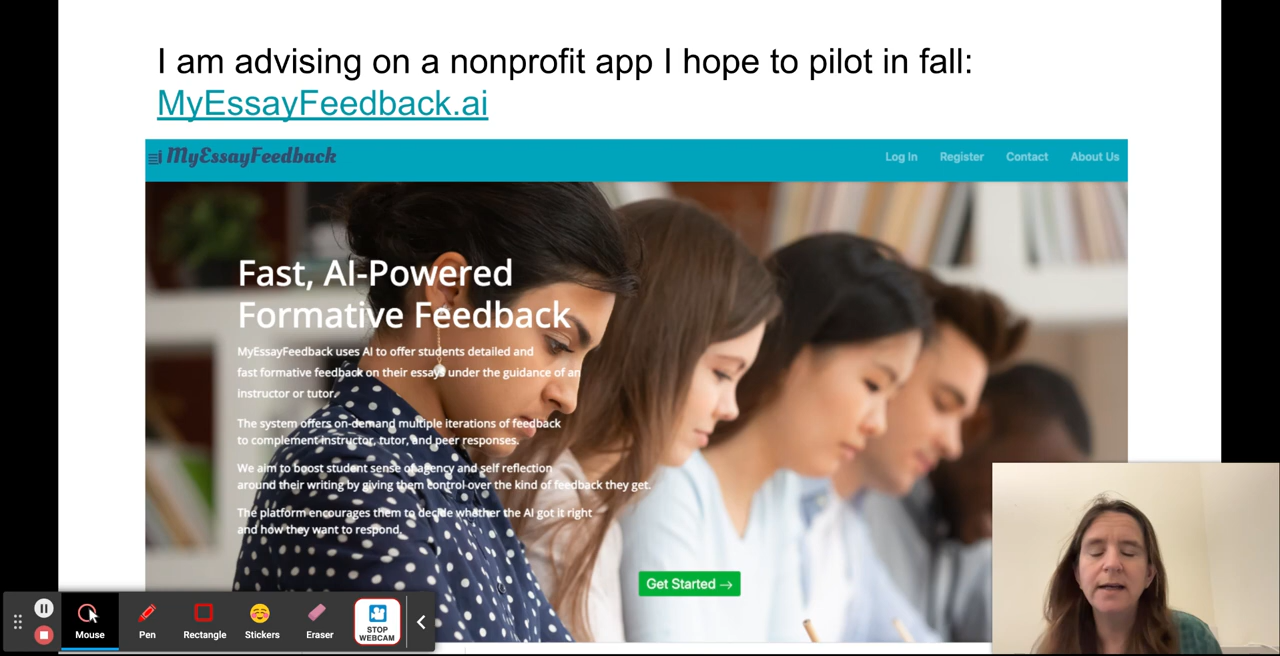 I am advising on a nonprofit app I hope to pilot in fall:
MyEssayFeedback.ai
MyEssayFeedback
Log In Register Contact About Us
Fast, AI-Powered
Formative Feedback
MyEssayFeedback uses AI to offer students detailed and
fast formative feedback on their essays under the guidance of an
instructor or tutor.
The system offers on-demand multiple iterations of feedback
to complement instructor, tutor, and peer responses.
We aim to boost student sense of agency and self reflection
around their writing by giving them control over the kind of feedback they get.
The platform encourages them to decide whether the AI got it right
and how they want to respond.
Get Started →
Mouse Pen Rectangle Stickers Eraser STOP
WEBCAM